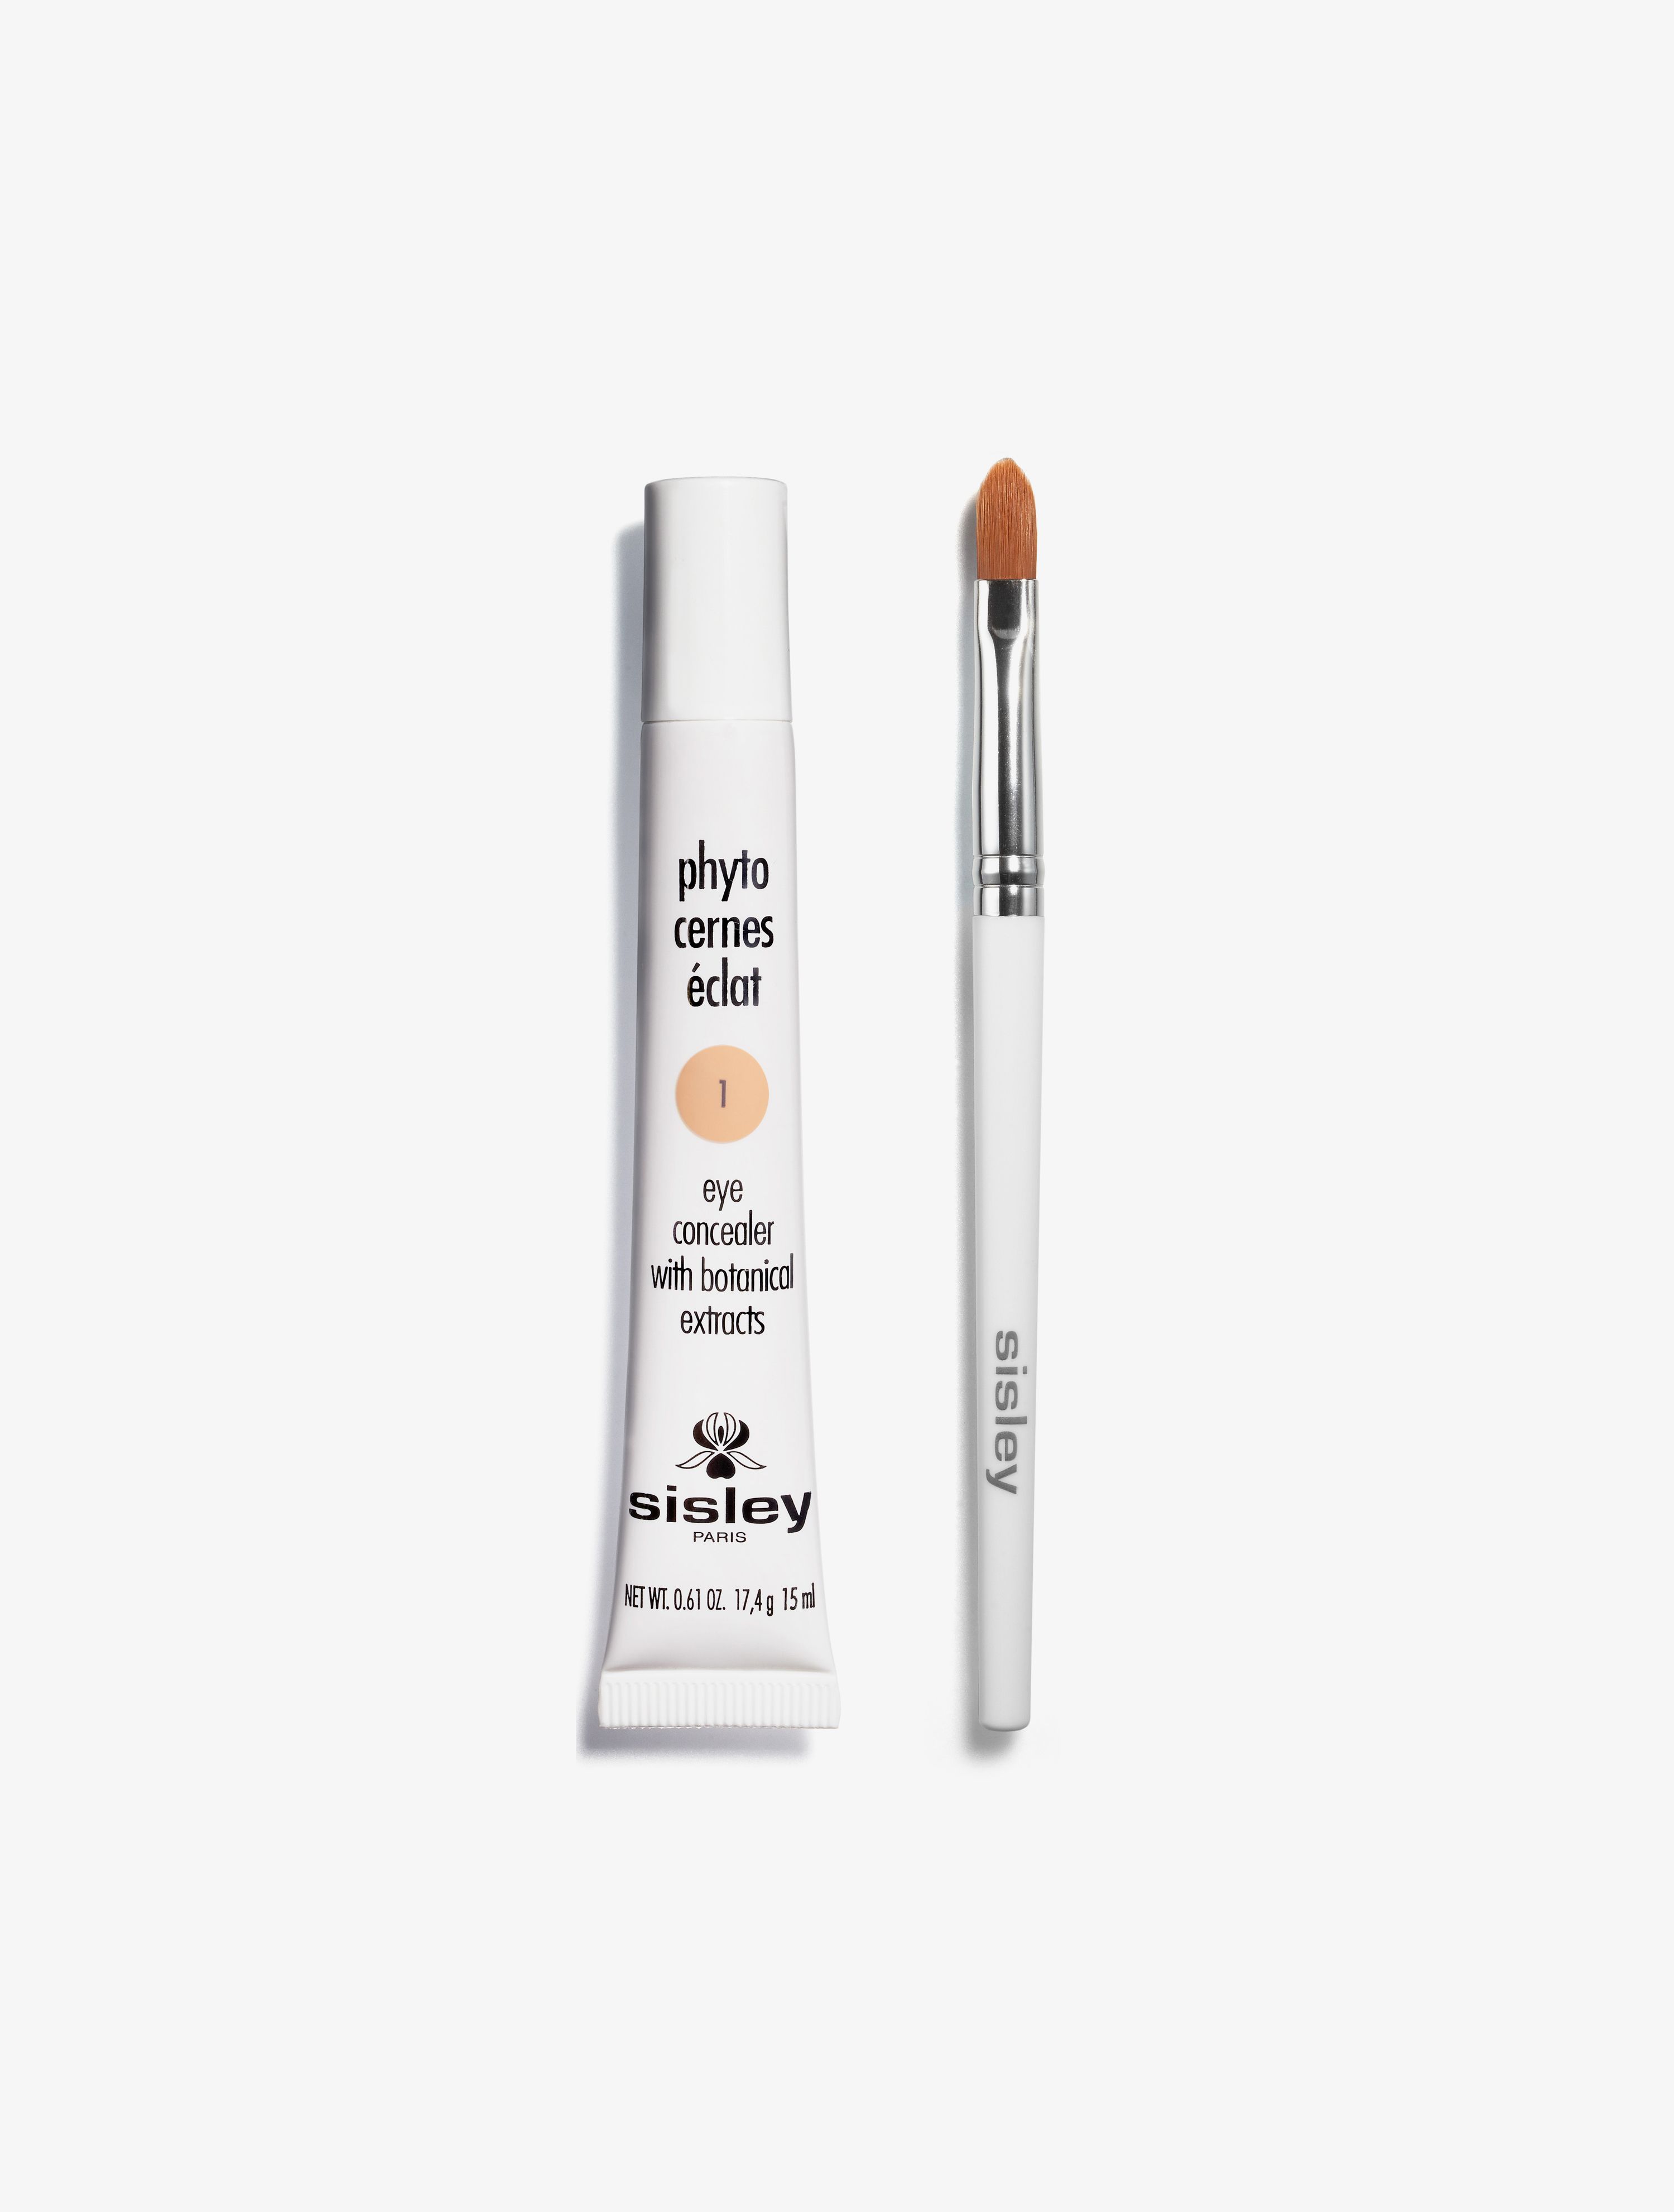 phyto
cernes
éclat
1
eye
concealer
with botanical
extracts
sisley
PARIS
NET WT. 0.61 OZ. 17,4 g 15 ml
sisley